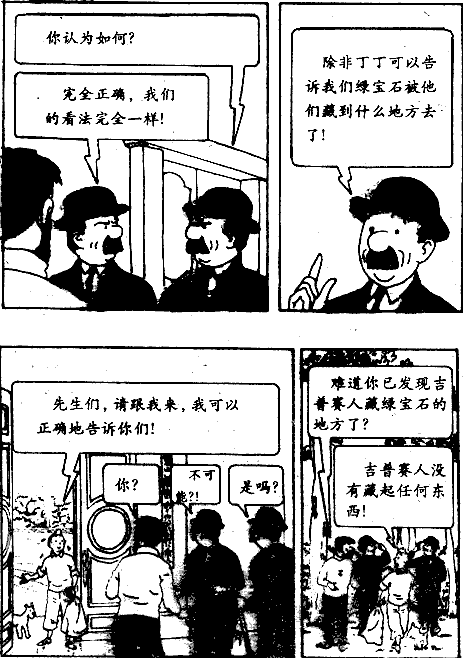 你认为如何?
完全正确,我们
的看法完全一样!
除非丁丁可以告
诉我们绿宝石被他
们藏到什么地方去
了!
先生们,请跟我来,我可以
正确地告诉你们!
你?
不可
能?!
是吗?
难道你已发现吉
普赛人藏绿宝石的
地方了?
吉普赛人没
有藏起任何东
西!